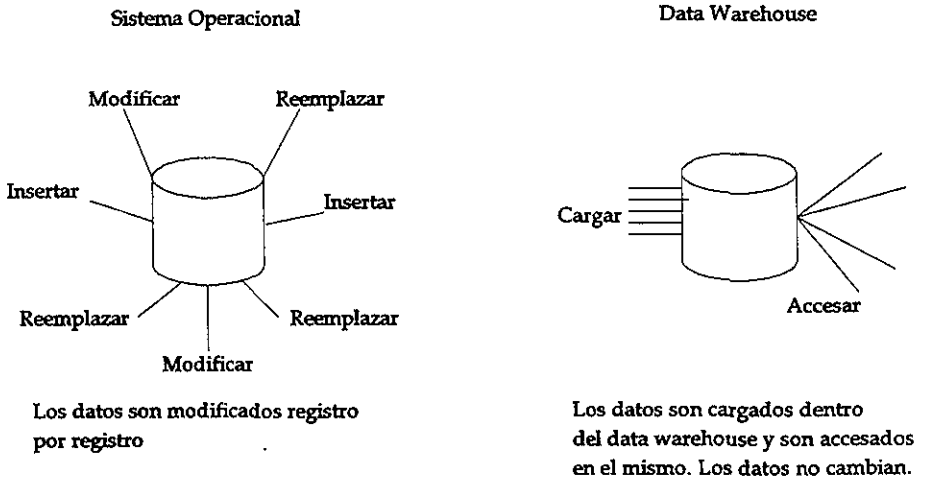 Sistema Operacional
Modificar
Reemplazar
Insertar
Insertar
Reemplazar
Reemplazar
Modificar
Los datos son modificados registro
por registro
Data Warehouse
Cargar
Accesar
Los datos son cargados dentro
del data warehouse y son accesados
en el mismo. Los datos no cambian.